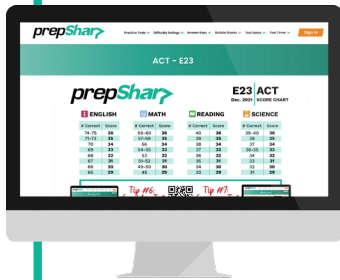 prepSharp
Practice Tests Difficulty Ratings Answer Keys Bubble Sheets Test Dates Test Timer Sign In
ACT - E23
prepSharp E23 ACT
Dec. 2021 SCORE CHART
ENGLISH MATH READING SCIENCE
# Correct Score # Correct Score # Correct Score # Correct Score
74-75 36 59-60 36 40 36 39-40 36
71-73 35 57-58 35 39 35 38 35
70 34 56 34 38 34 37 34
69 33 54-55 33 37 33 36-35 33
68 32 53 32 36 32 34 32
67 31 51-52 31 35 31 33 31
66 30 49-50 30 34 30 32 30
65 29 48 29 33 29 31 29
Tip #6: Tip #7: